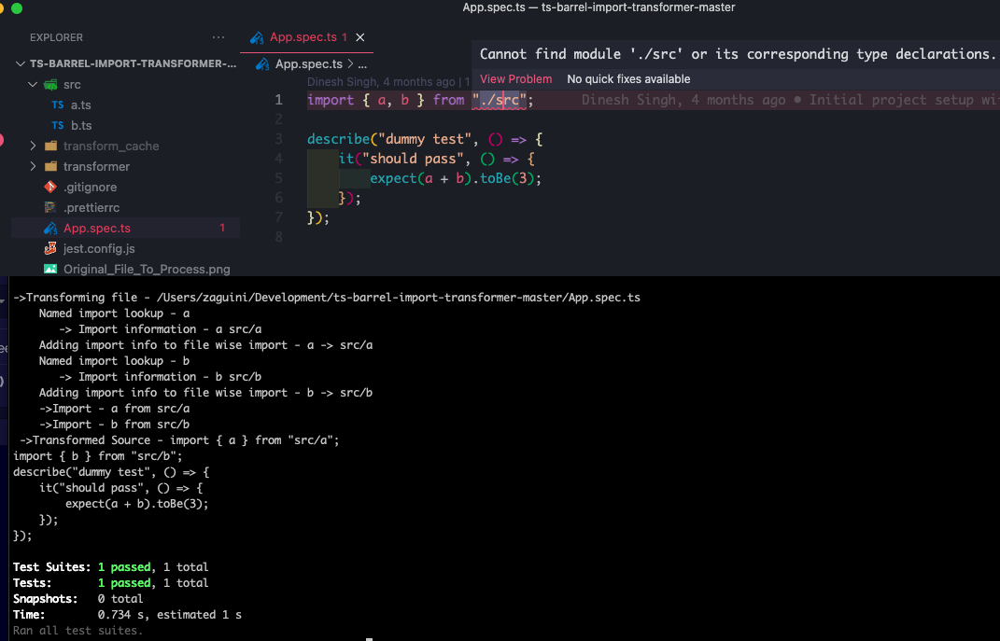 App.spec.ts — ts-barrel-import-transformer-master
EXPLORER
TS-BARREL-IMPORT-TRANSFORMER-...
src
TS a.ts
TS b.ts
transform_cache
transformer
.gitignore
.prettierrc
App.spec.ts 1
jest.config.js
Original_File_To_Process.png
App.spec.ts 1 ×
App.spec.ts > ...
Cannot find module './src' or its corresponding type declarations.
View Problem No quick fixes available
Dinesh Singh, 4 months ago | 1
1 import { a, b } from "./src"; Dinesh Singh, 4 months ago • Initial project setup wi
2
3 describe("dummy test", () => {
4 it("should pass", () => {
5 expect(a + b).toBe(3);
6 });
7 });
8
->Transforming file - /Users/zaguini/Development/ts-barrel-import-transformer-master/App.spec.ts
Named import lookup - a
-> Import information - a src/a
Adding import info to file wise import - a -> src/a
Named import lookup - b
-> Import information - b src/b
Adding import info to file wise import - b -> src/b
->Import - a from src/a
->Import - b from src/b
->Transformed Source - import { a } from "src/a";
import { b } from "src/b";
describe("dummy test", () => {
it("should pass", () => {
expect(a + b).toBe(3);
});
});
Test Suites: 1 passed, 1 total
Tests: 1 passed, 1 total
Snapshots: 0 total
Time: 0.734 s, estimated 1 s
Ran all test suites.